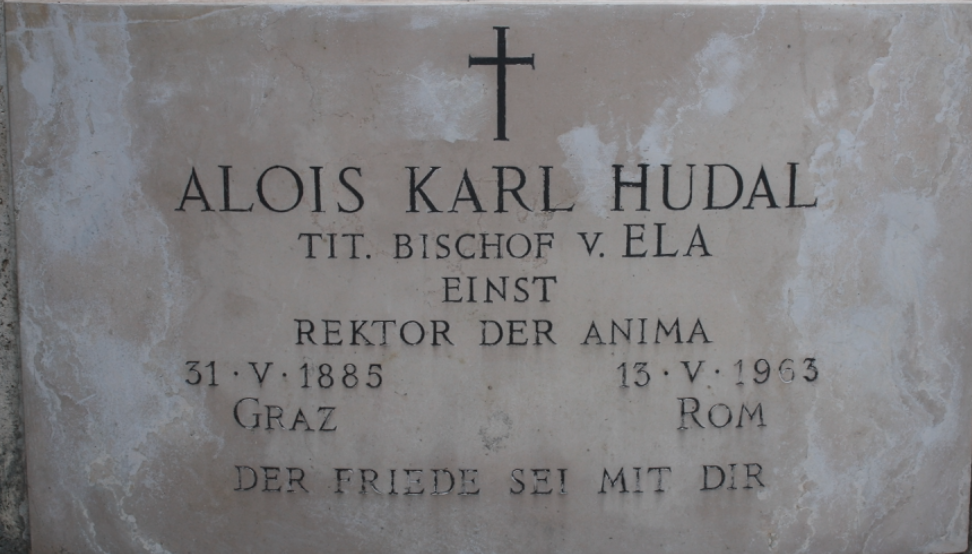 ALOIS KARL HUDAL
TIT. BISCHOF V. ELA
EINST
REKTOR DER ANIMA
31·V·1885 13·V·1963
GRAZ ROM
DER FRIEDE SEI MIT DIR